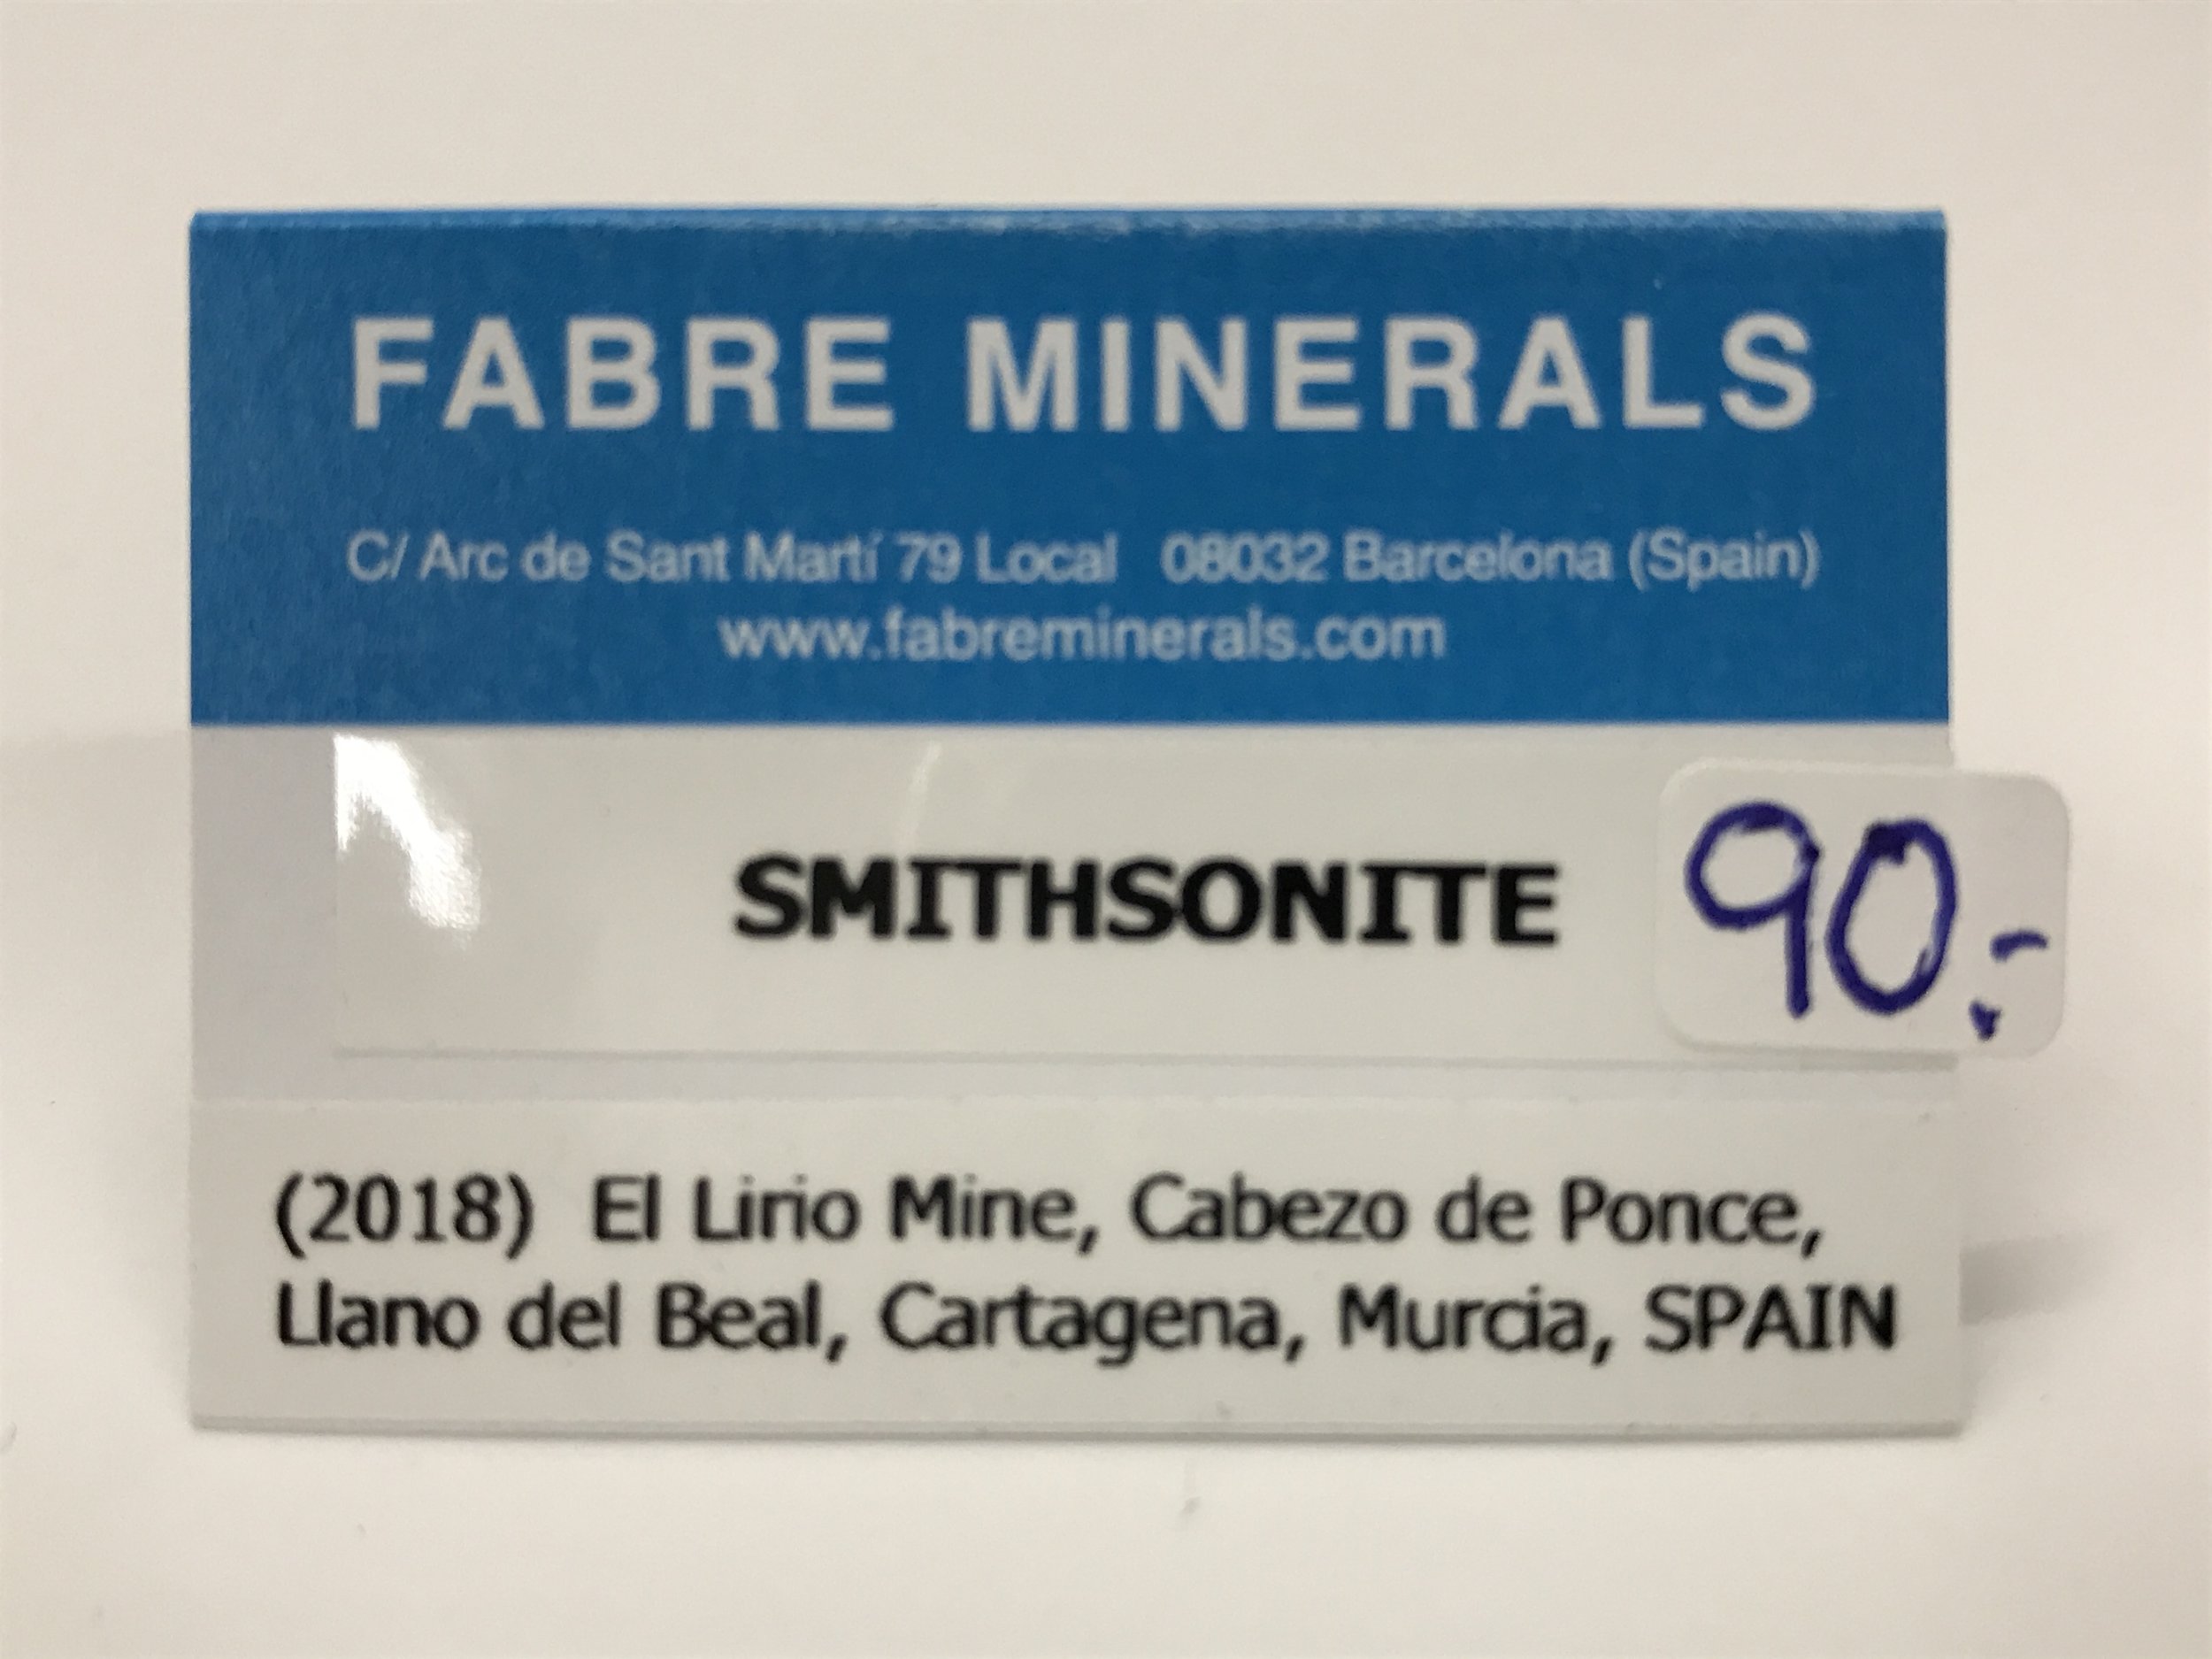 FABRE MINERALS
C/ Arc de Sant Martí 79 Local 08032 Barcelona (Spain)
www.fabreminerals.com
SMITHSONITE
90.-
(2018) El Lirio Mine, Cabezo de Ponce,
Llano del Beal, Cartagena, Murcia, SPAIN